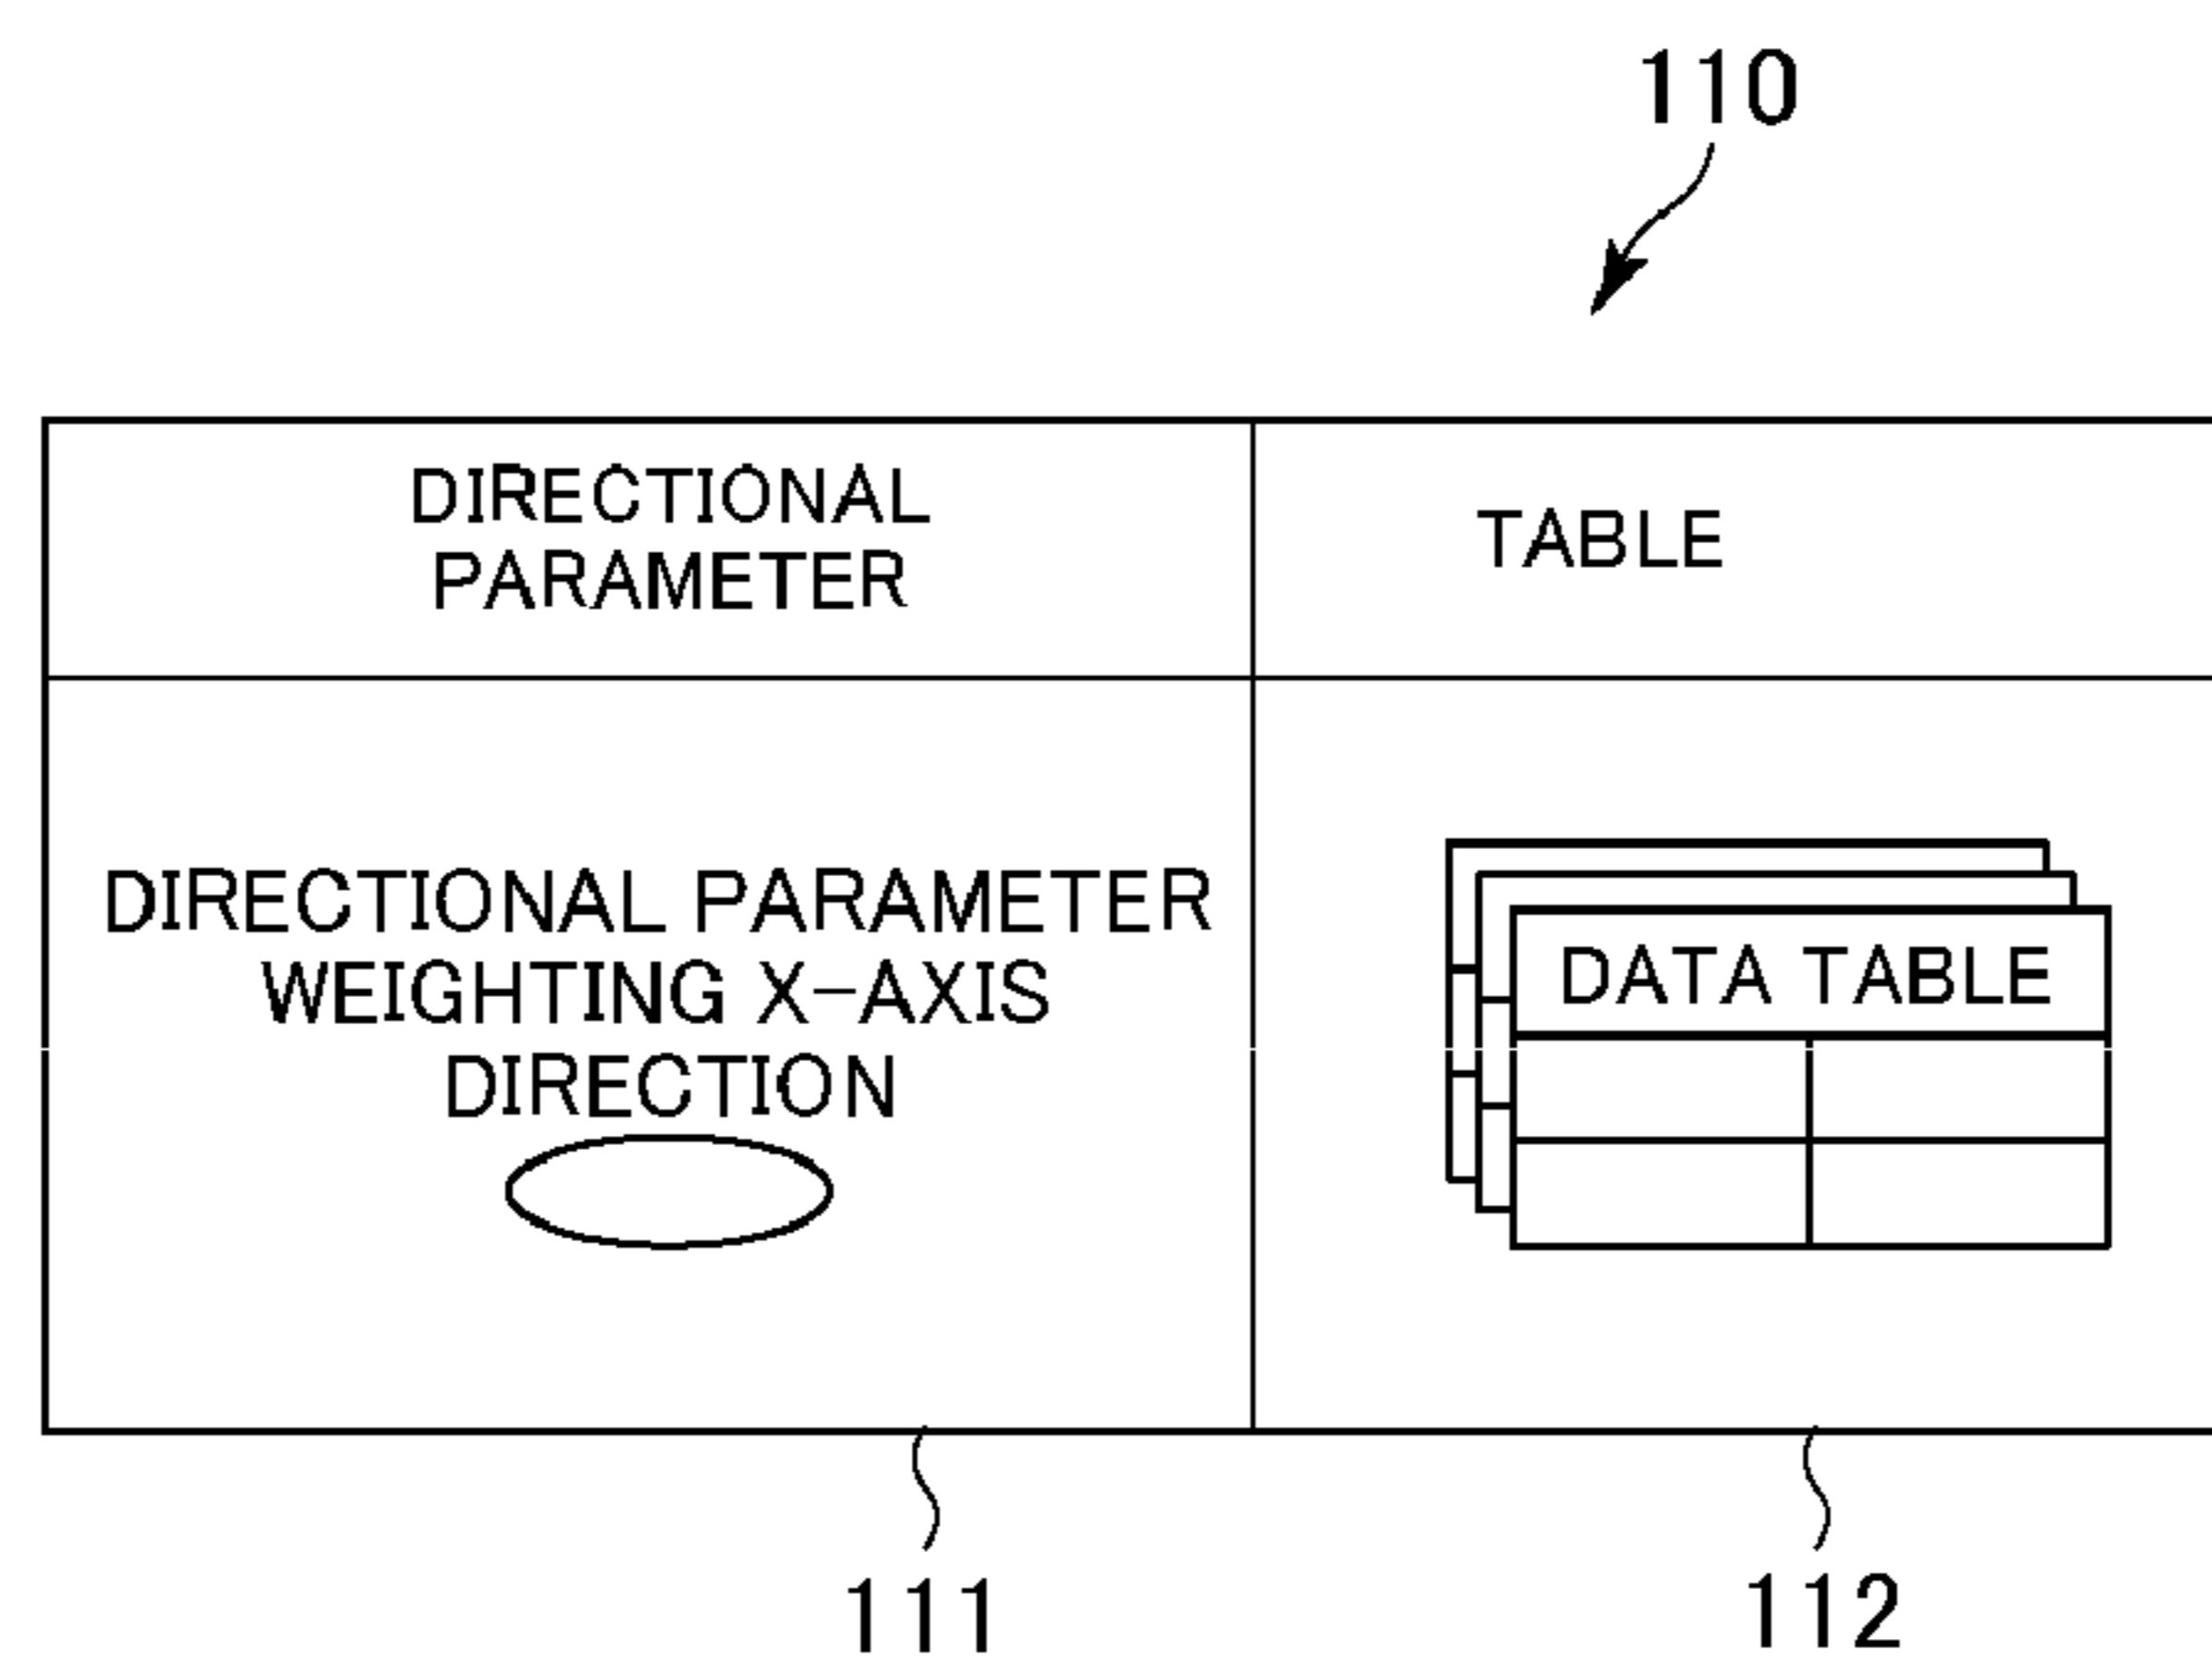 110
DIRECTIONAL
PARAMETER
TABLE
DIRECTIONAL PARAMETER
WEIGHTING X-AXIS
DIRECTION
DATA TABLE
111
112